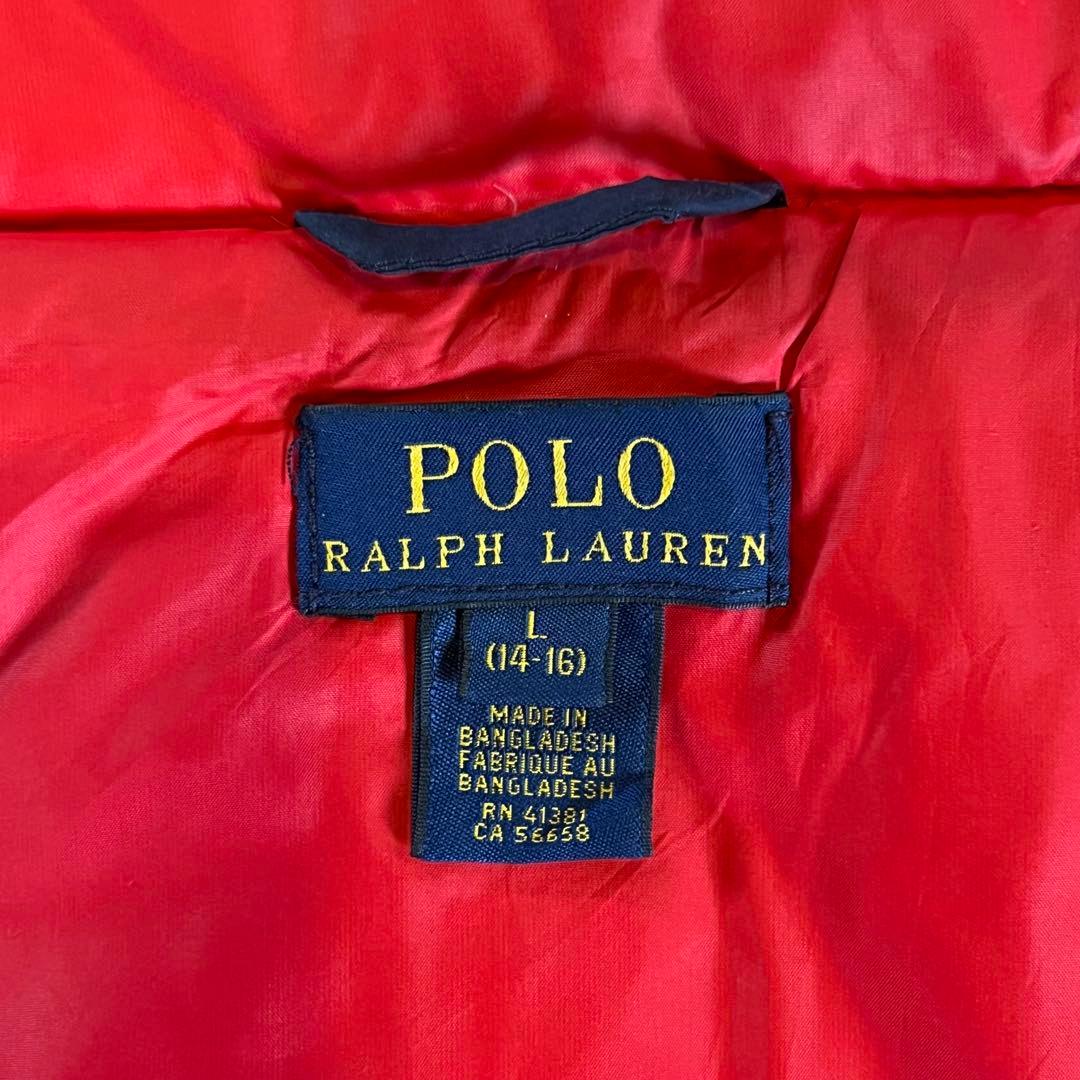 POLO
RALPH LAUREN
L
(14-16)
MADE IN
BANGLADESH
FABRIQUE AU
BANGLADESH
RN 41381
CA 56658